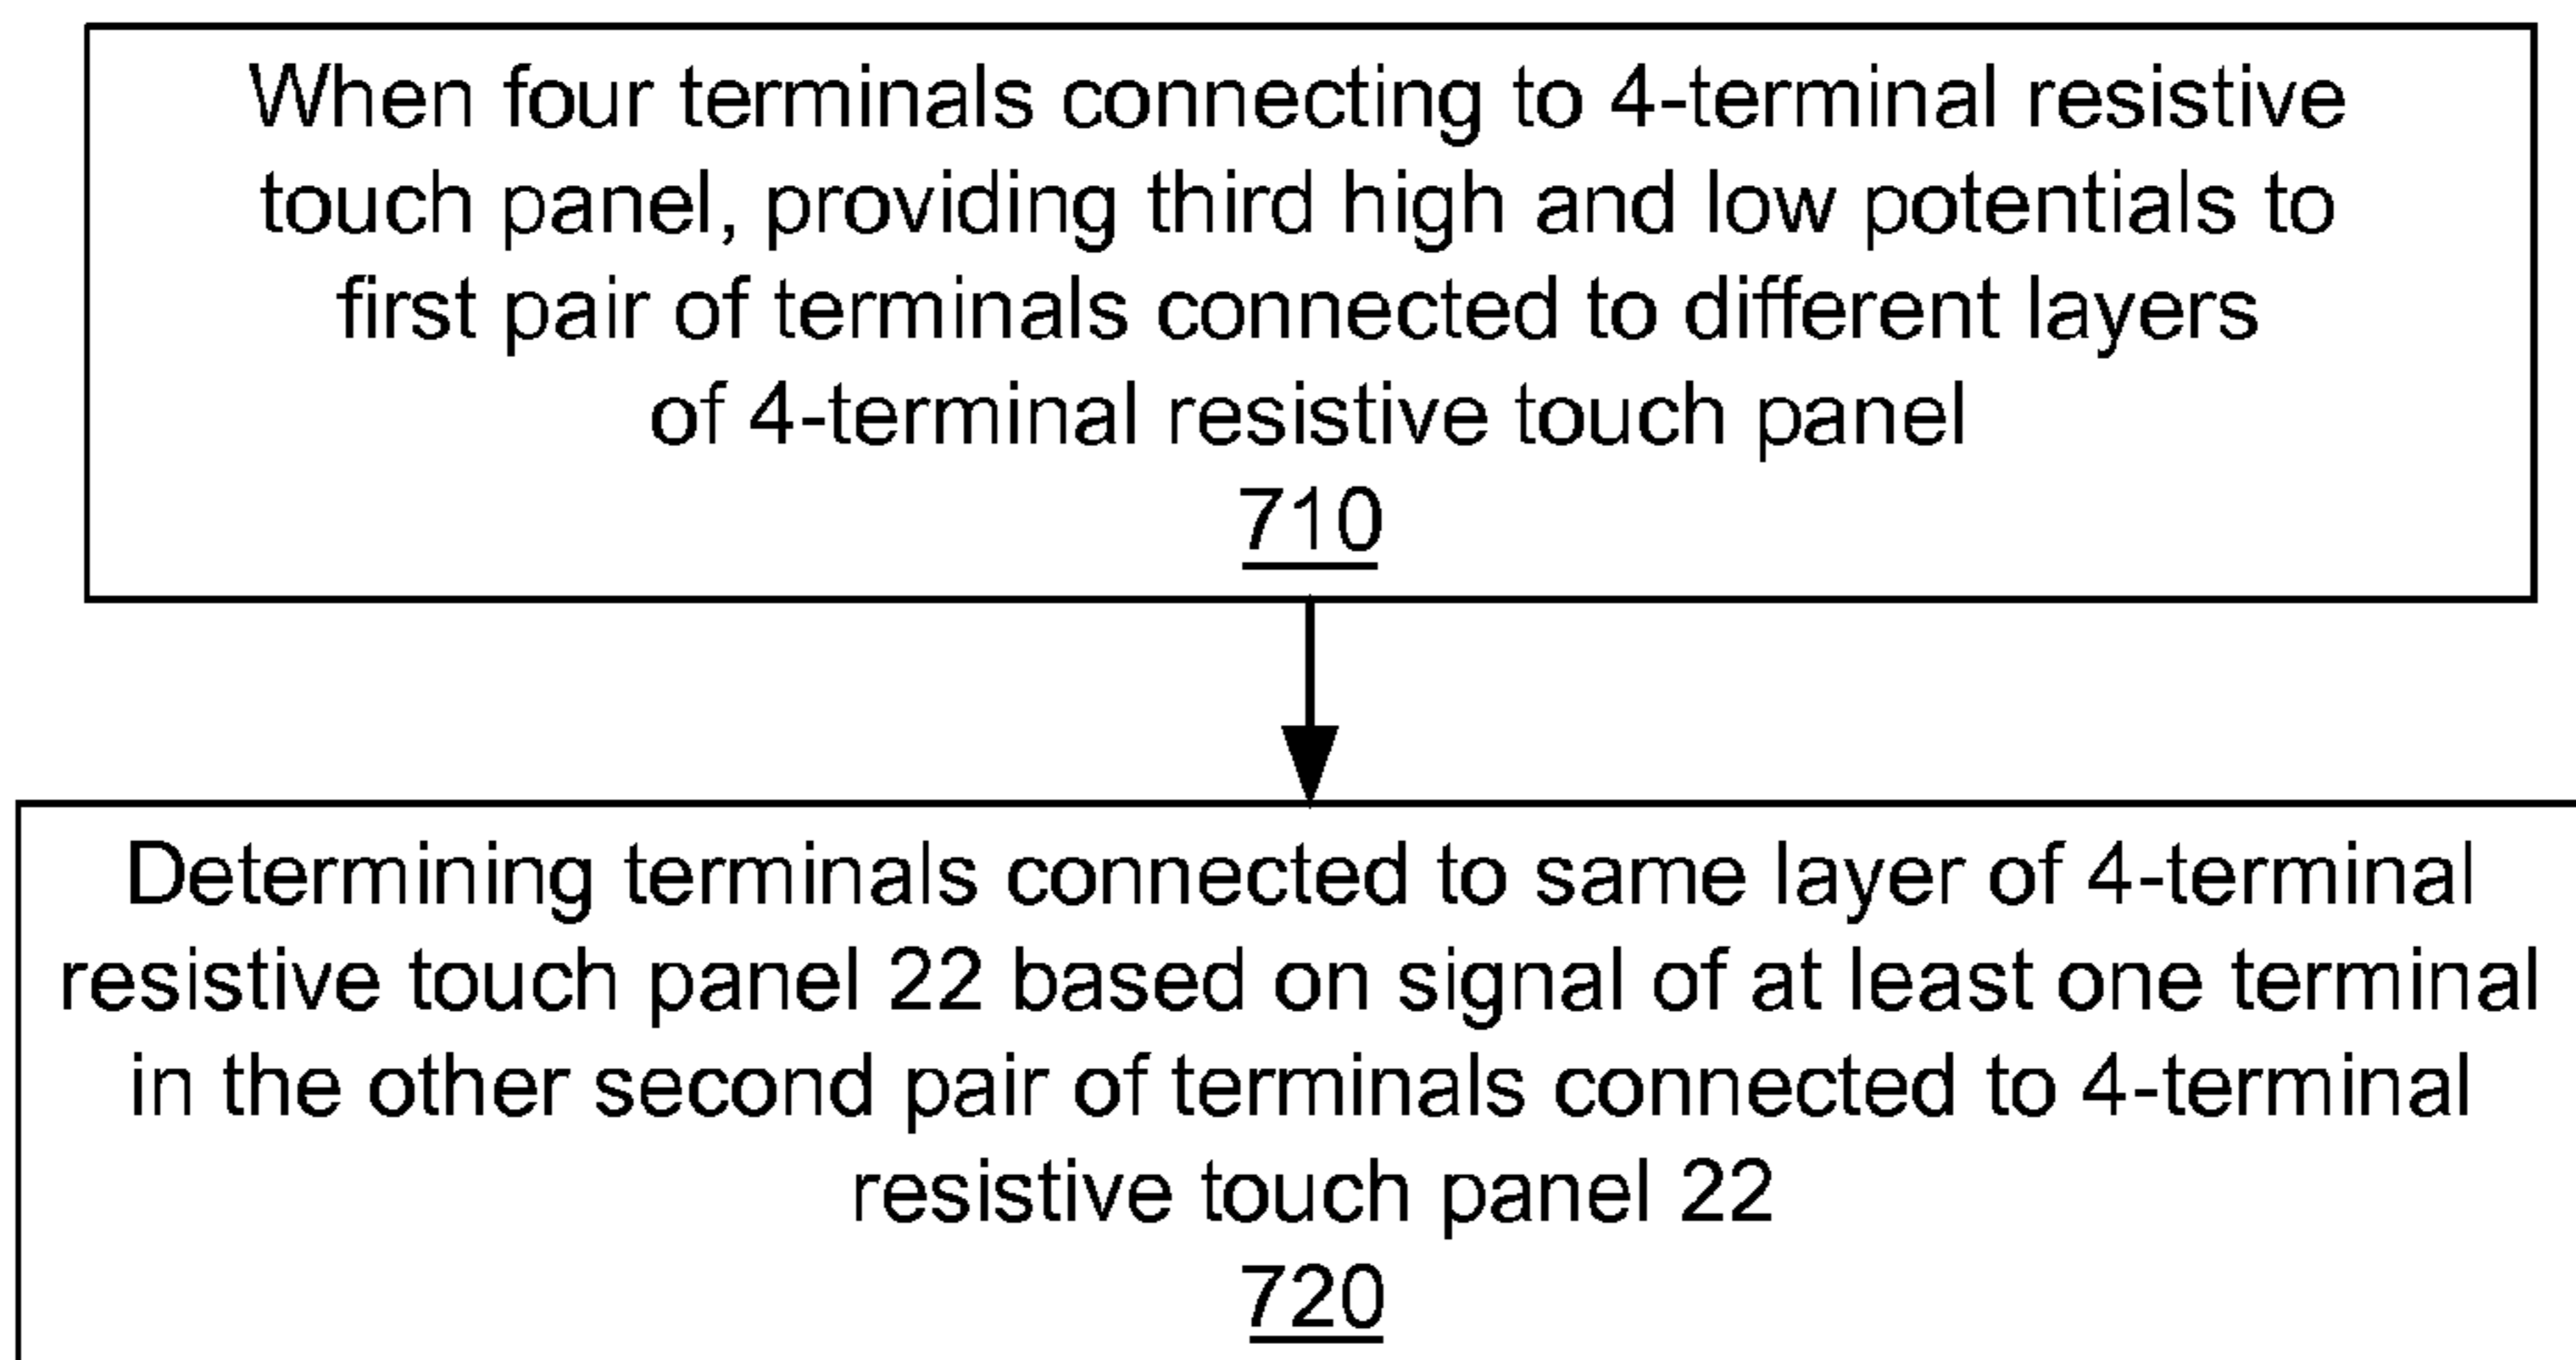 When four terminals connecting to 4-terminal resistive
touch panel, providing third high and low potentials to
first pair of terminals connected to different layers
of 4-terminal resistive touch panel
710
Determining terminals connected to same layer of 4-terminal
resistive touch panel 22 based on signal of at least one terminal
in the other second pair of terminals connected to 4-terminal
resistive touch panel 22
720